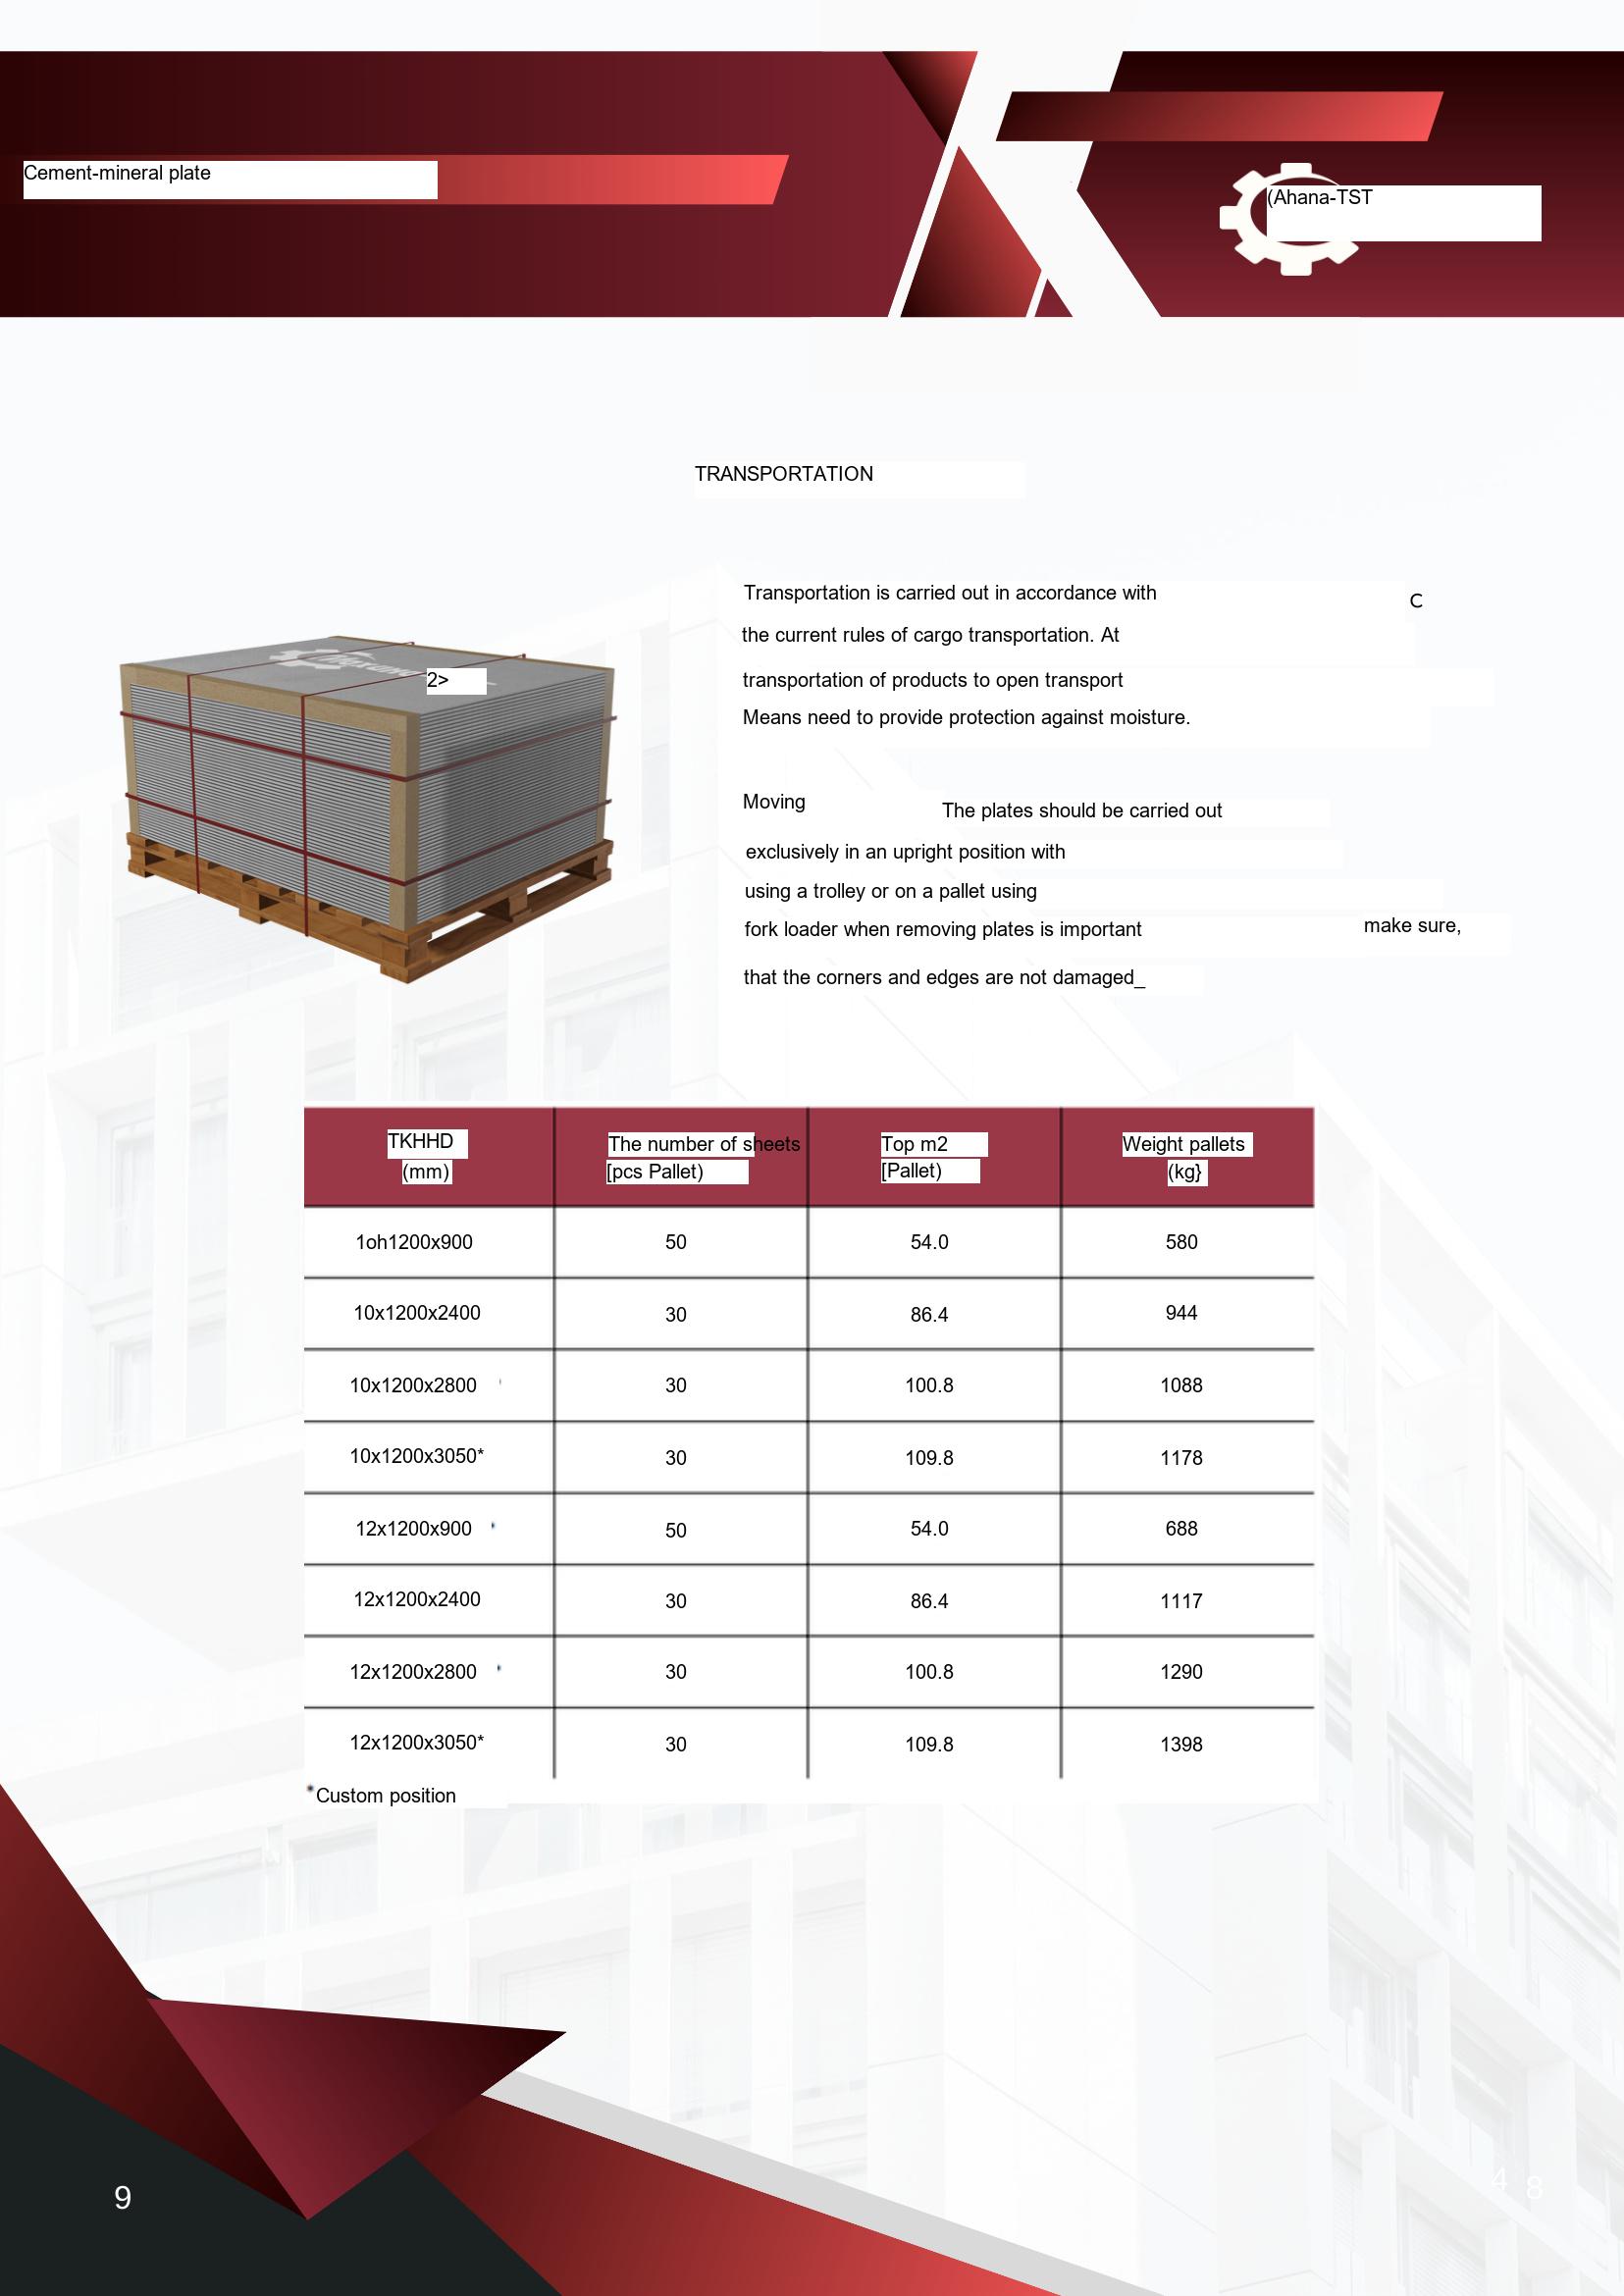 Cement-mineral plate
(Ahana-TST
TRANSPORTATION
Transportation is carried out in accordance with C
the current rules of cargo transportation. At
transportation of products to open transport
Means need to provide protection against moisture.
2>
Moving The plates should be carried out
exclusively in an upright position with
using a trolley or on a pallet using
fork loader when removing plates is important make sure,
that the corners and edges are not damaged_
TKHHD The number of sheets Top m2 Weight pallets
(mm) [pcs Pallet) [Pallet) (kg}
1oh1200x900 50 54.0 580
10x1200x2400 30 86.4 944
10x1200x2800 30 100.8 1088
10x1200x3050* 30 109.8 1178
12x1200x900 50 54.0 688
12x1200x2400 30 86.4 1117
12x1200x2800 30 100.8 1290
12x1200x3050* 30 109.8 1398
*Custom position
9
4 8